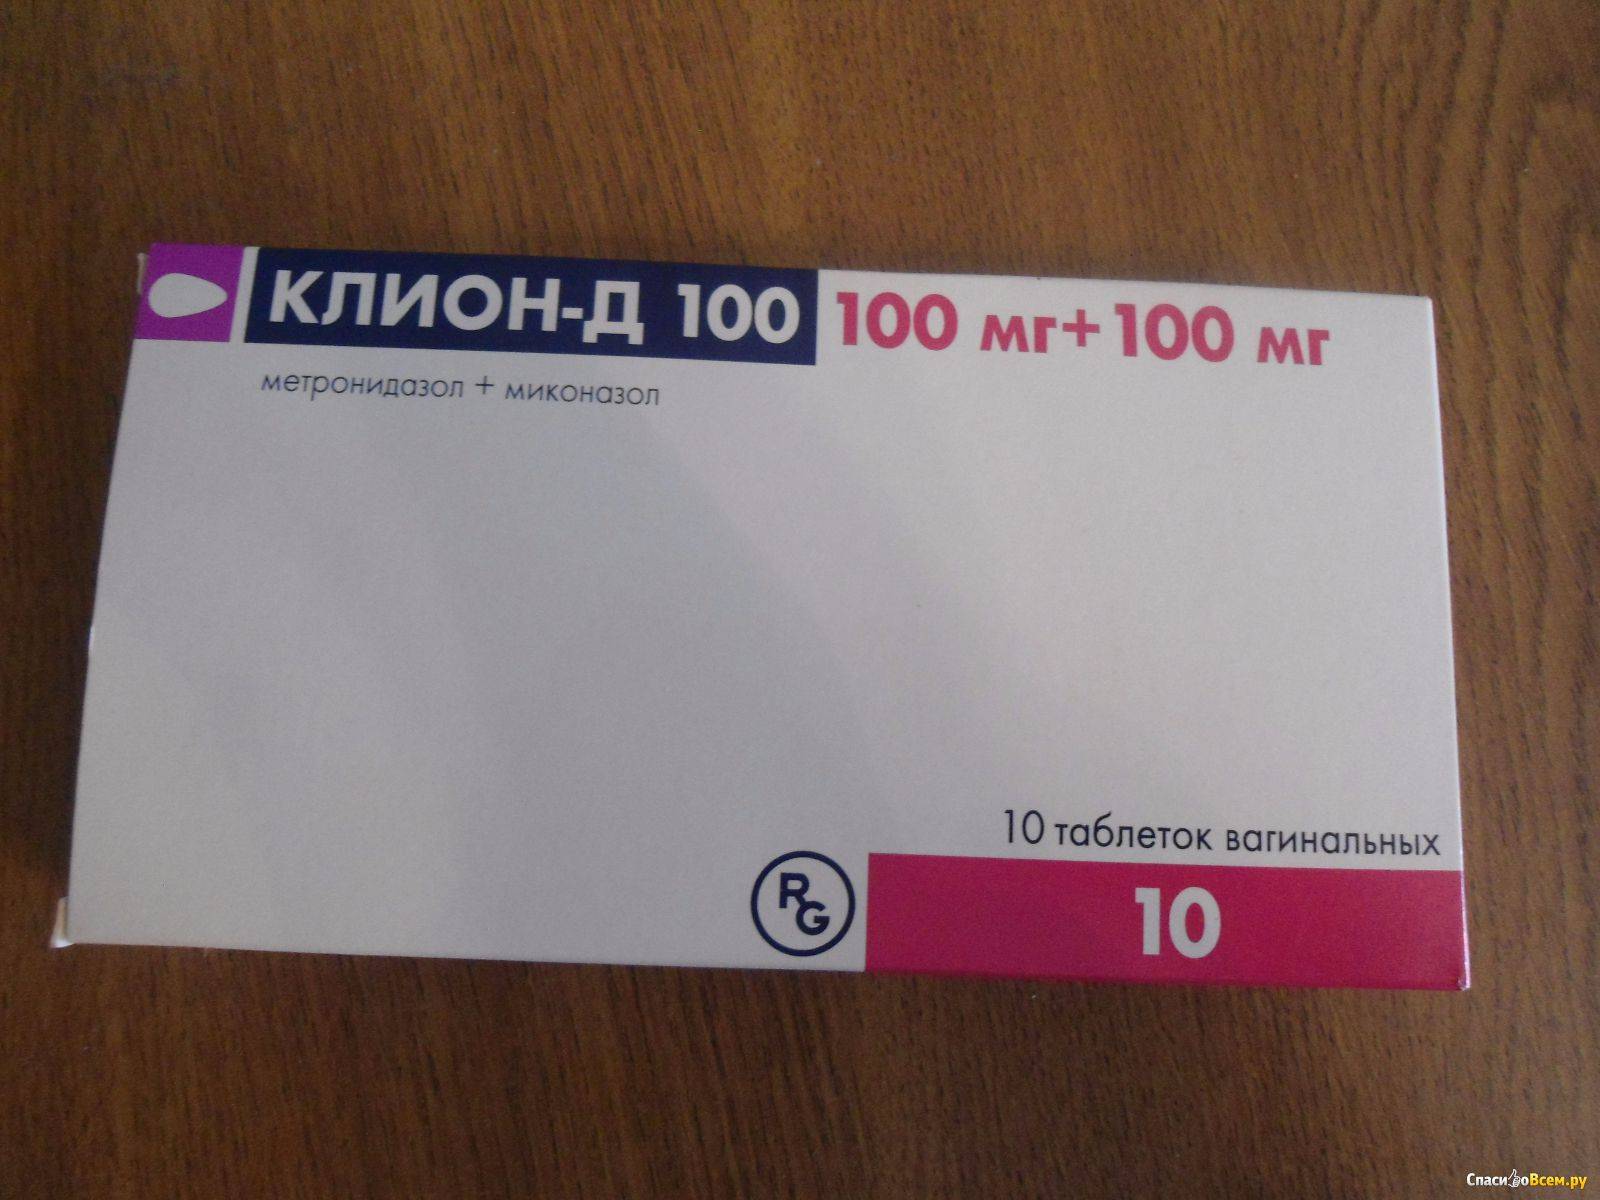 КЛИОН-Д 100 100 мг+100 мг
метронидазол + миконазол
10 таблеток вагинальных
RG 10
СпасибоВсем.ру